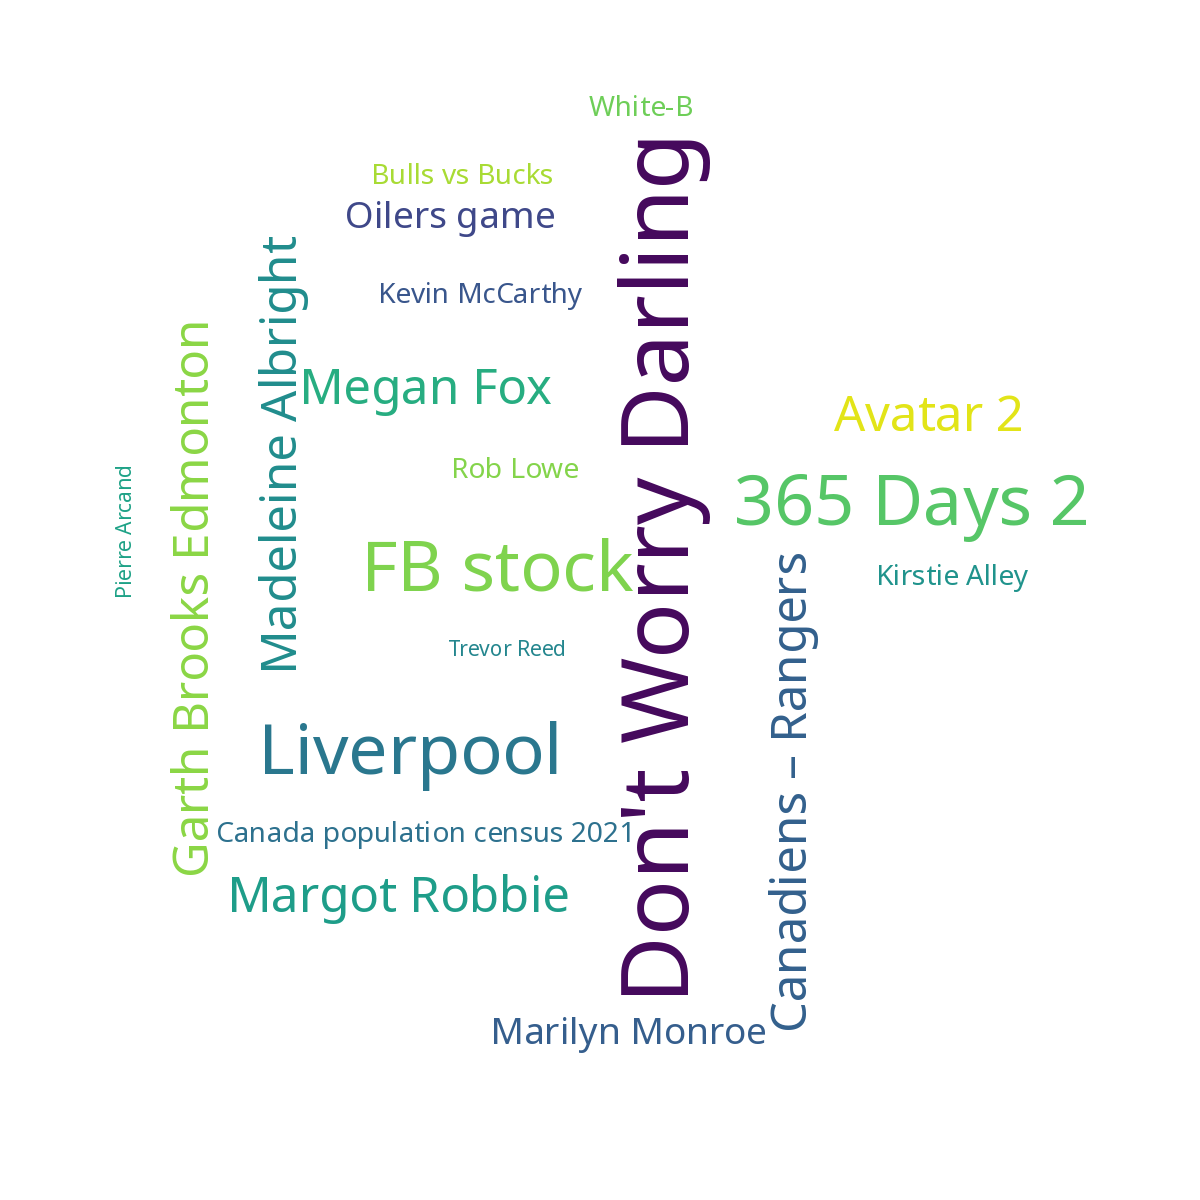 White-B
Bulls vs Bucks
Oilers game
Kevin McCarthy
Don't Worry Darling
Madeleine Albright
Garth Brooks Edmonton
Megan Fox
Avatar 2
Rob Lowe
365 Days 2
Pierre Arcand
FB stock
Kirstie Alley
Canadiens – Rangers
Trevor Reed
Liverpool
Canada population census 2021
Margot Robbie
Marilyn Monroe